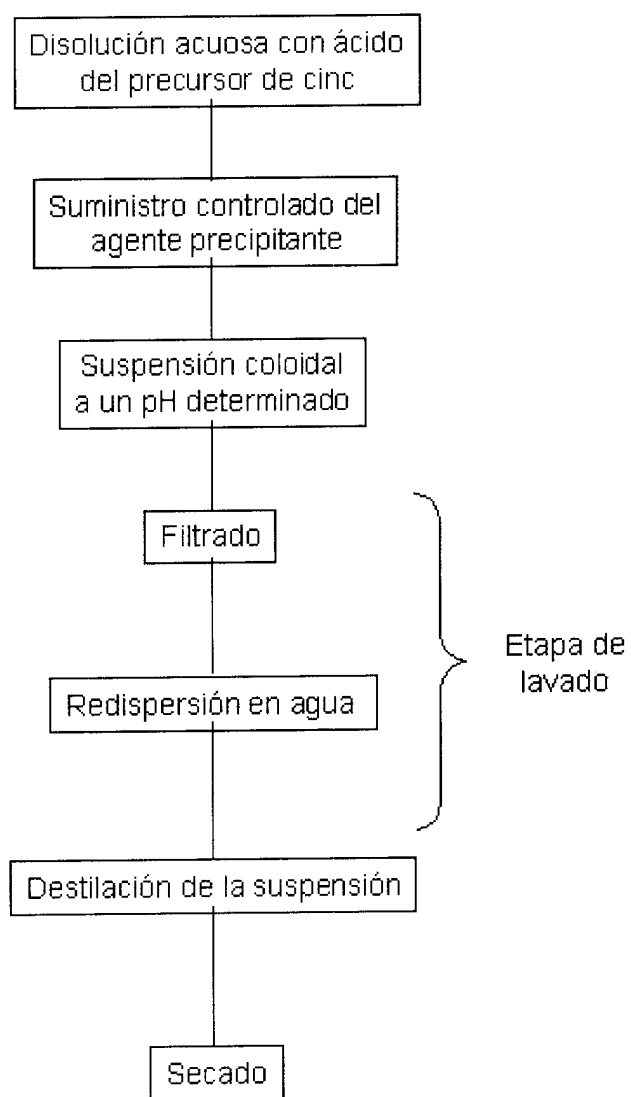 Disolución acuosa con ácido
del precursor de cinc
Suministro controlado del
agente precipitante
Suspensión coloidal
a un pH determinado
Filtrado
Redispersión en agua
Etapa de
lavado
Destilación de la suspensión
Secado